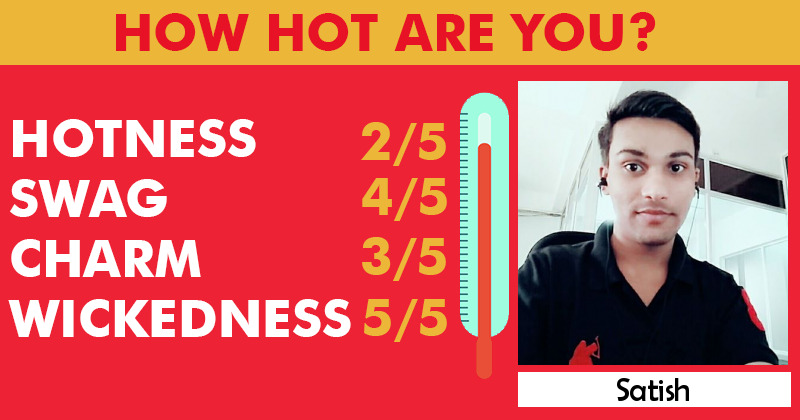 HOW HOT ARE YOU?
HOTNESS 2/5
SWAG 4/5
CHARM 3/5
WICKEDNESS 5/5
Satish